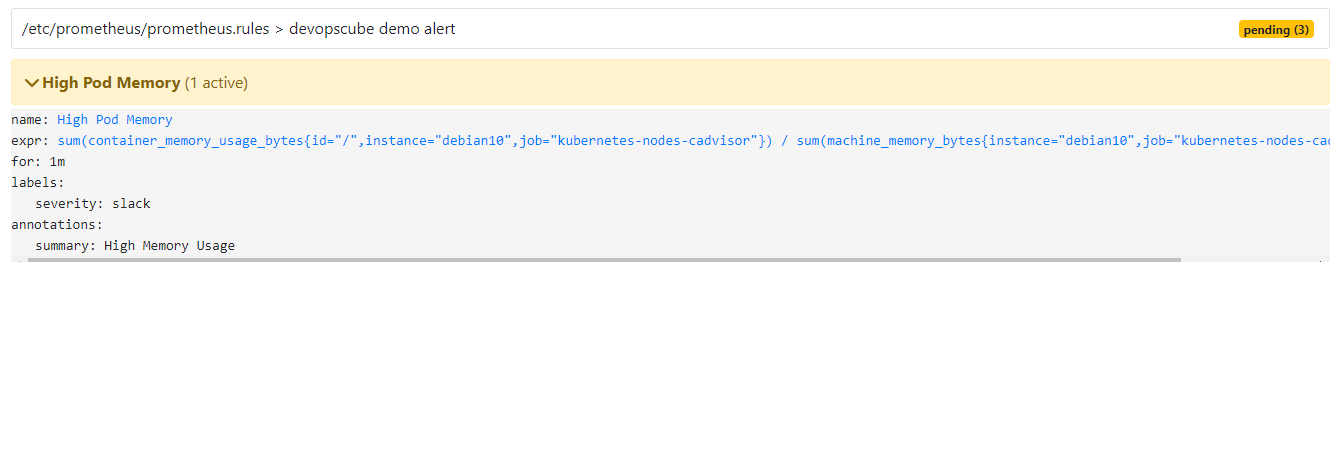 /etc/prometheus/prometheus.rules > devopscube demo alert
pending (3)
High Pod Memory (1 active)
name: High Pod Memory
expr: sum(container_memory_usage_bytes{id="/",instance="debian10",job="kubernetes-nodes-cadvisor"}) / sum(machine_memory_bytes{instance="debian10",job="kubernetes-nodes-cad
for: 1m
labels:
severity: slack
annotations:
summary: High Memory Usage